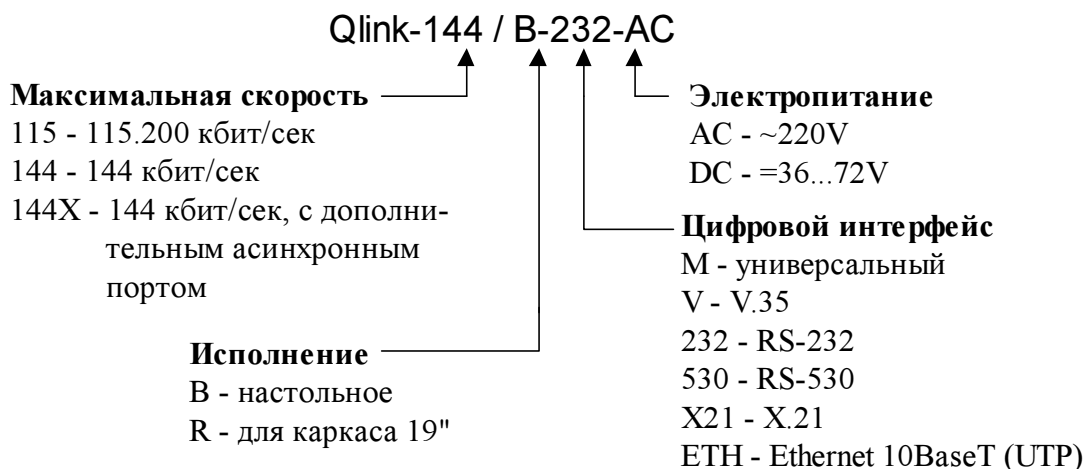 Qlink-144 / B-232-AC
Максимальная скорость
115 - 115.200 кбит/сек
144 - 144 кбит/сек
144X - 144 кбит/сек, с дополни-
тельным асинхронным
портом
Исполнение
B - настольное
R - для каркаса 19"
Электропитание
AC - ~220V
DC - =36...72V
Цифровой интерфейс
M - универсальный
V - V.35
232 - RS-232
530 - RS-530
X21 - X.21
ETH - Ethernet 10BaseT (UTP)